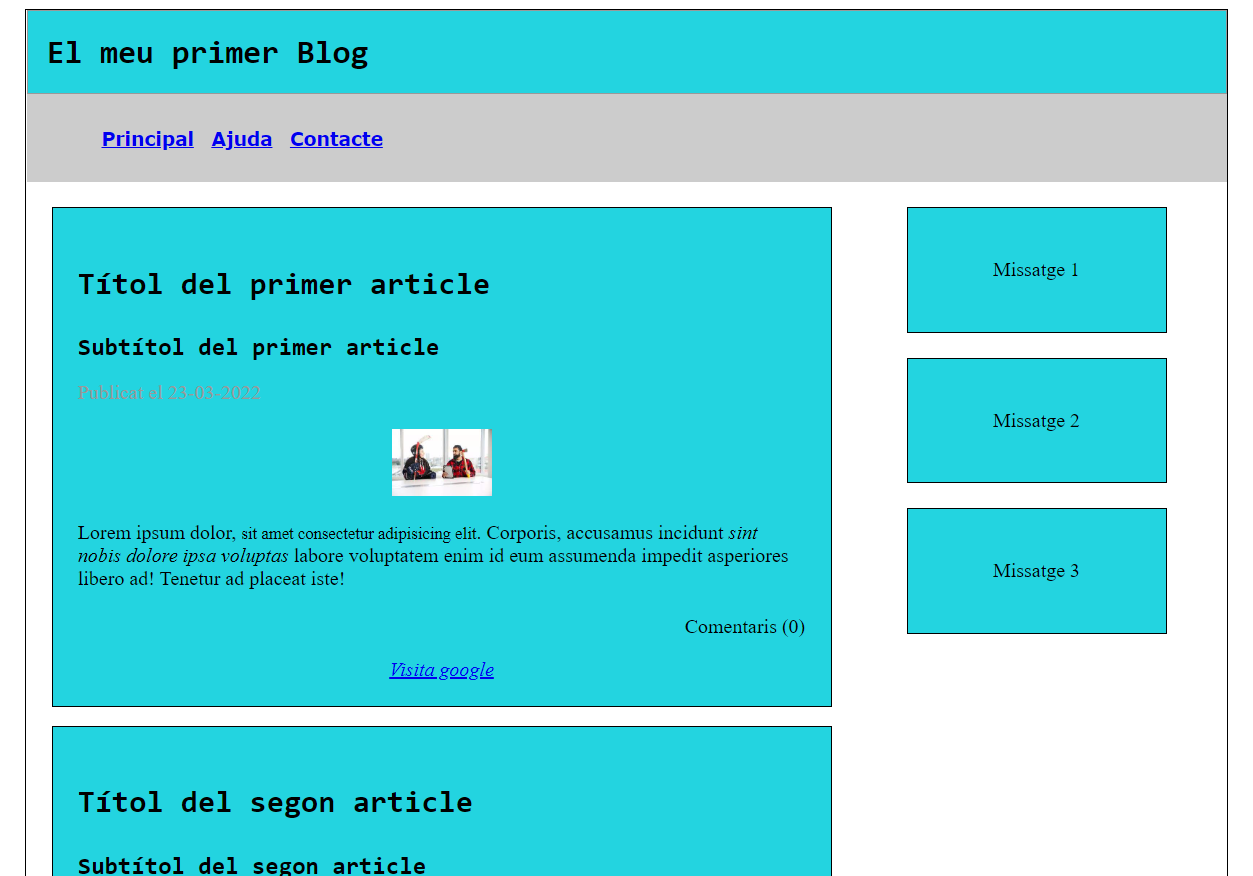 El meu primer Blog
Principal Ajuda Contacte
Títol del primer article
Subtítol del primer article
Publicat el 23-03-2022
Lorem ipsum dolor, sit amet consectetur adipisicing elit. Corporis, accusamus incidunt sint
nobis dolore ipsa voluptas labore voluptatem enim id eum assumenda impedit asperiores
libero ad! Tenetur ad placeat iste!
Comentaris (0)
Visita google
Títol del segon article
Subtítol del segon article
Missatge 1
Missatge 2
Missatge 3